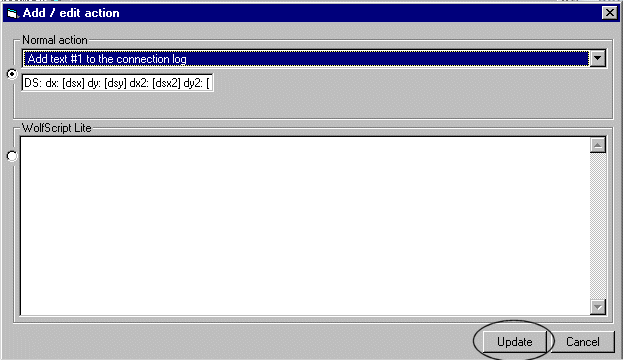 Add / edit action
Normal action
Add text #1 to the connection log
DS: dx: [dsx] dy: [dsy] dx2: [dsx2] dy2: [
WolfScript Lite
Update
Cancel